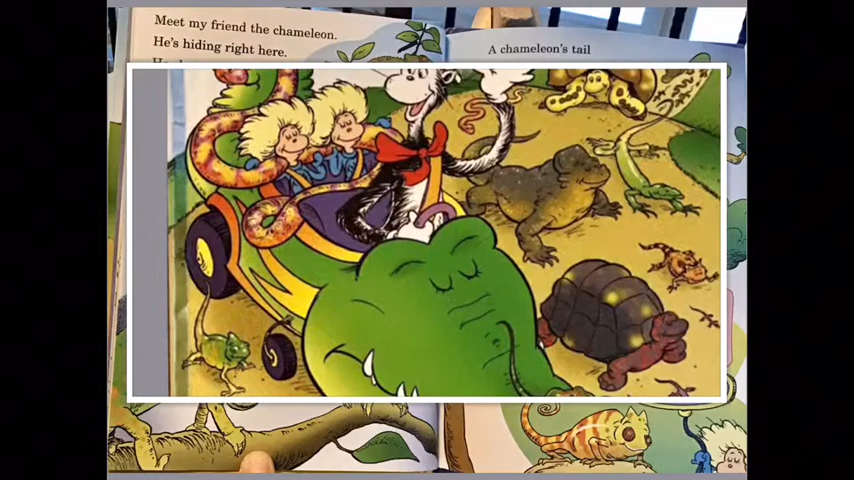 Meet my friend the chameleon.
He's hiding right here.
A chameleon's tail